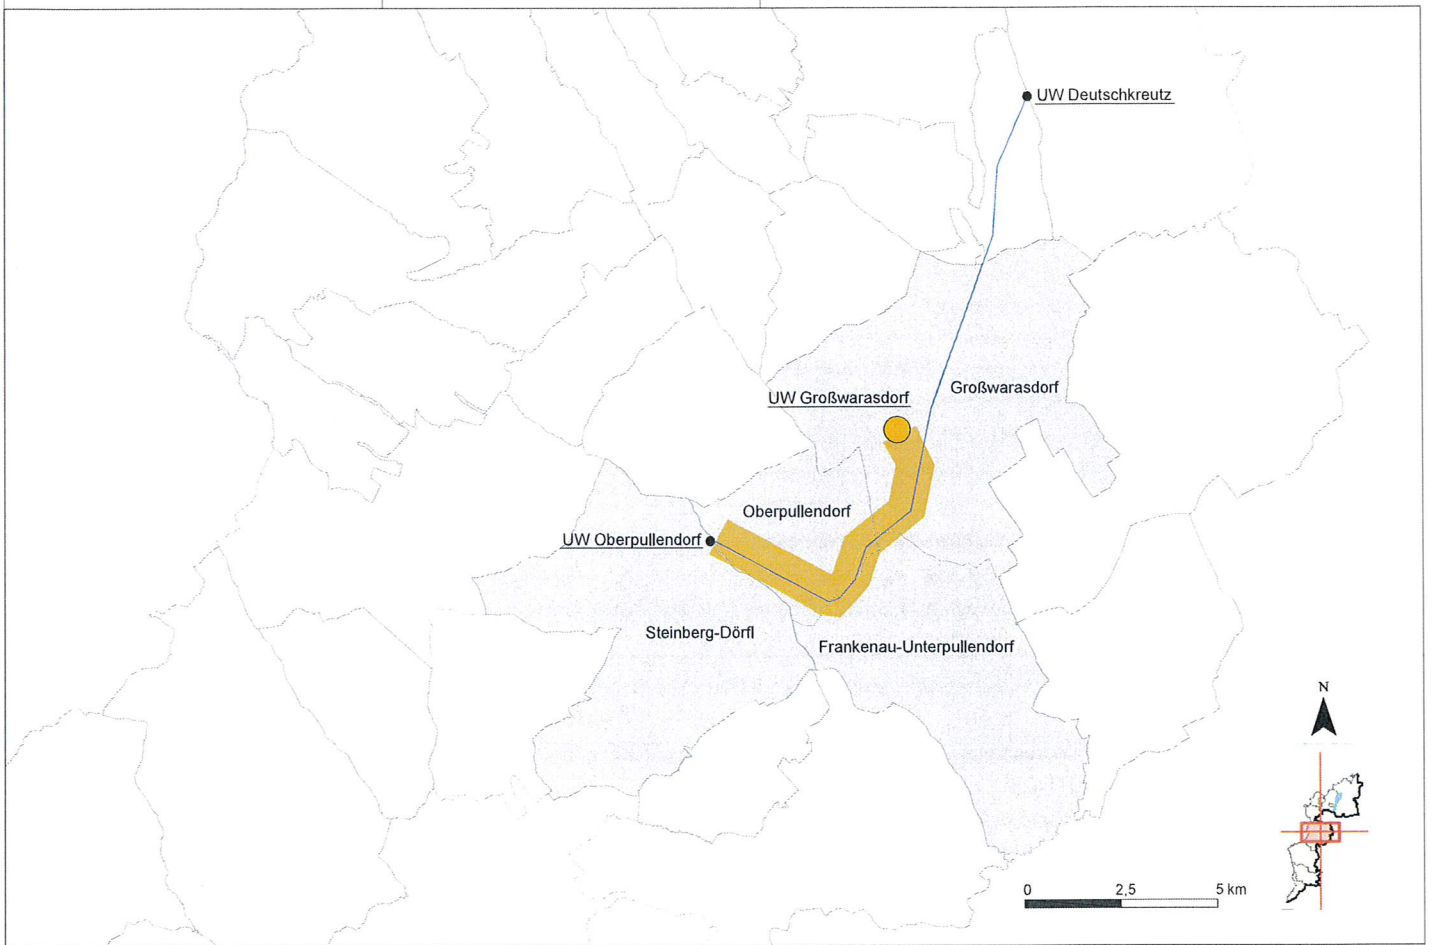 UW Deutschkreutz
Großwarasdorf
UW Großwarasdorf
Oberpullendorf
UW Oberpullendorf
Steinberg-Dörfl
Frankenau-Unterpullendorf
N
0 2,5 5 km